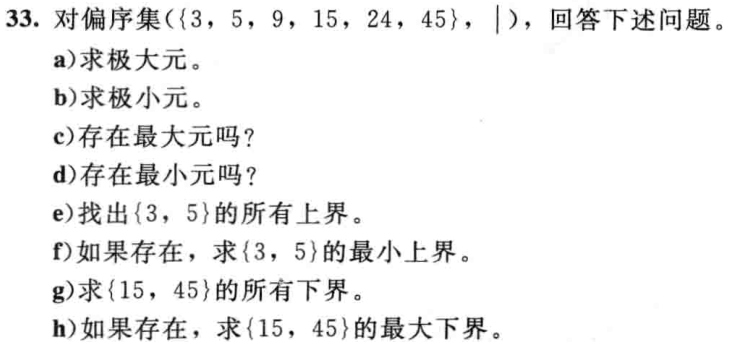 33. 对偏序集({3，5，9，15，24，45}，|)，回答下述问题。
a)求极大元。
b)求极小元。
c)存在最大元吗?
d)存在最小元吗?
e)找出{3，5}的所有上界。
f)如果存在，求{3，5}的最小上界。
g)求{15，45}的所有下界。
h)如果存在，求{15，45}的最大下界。